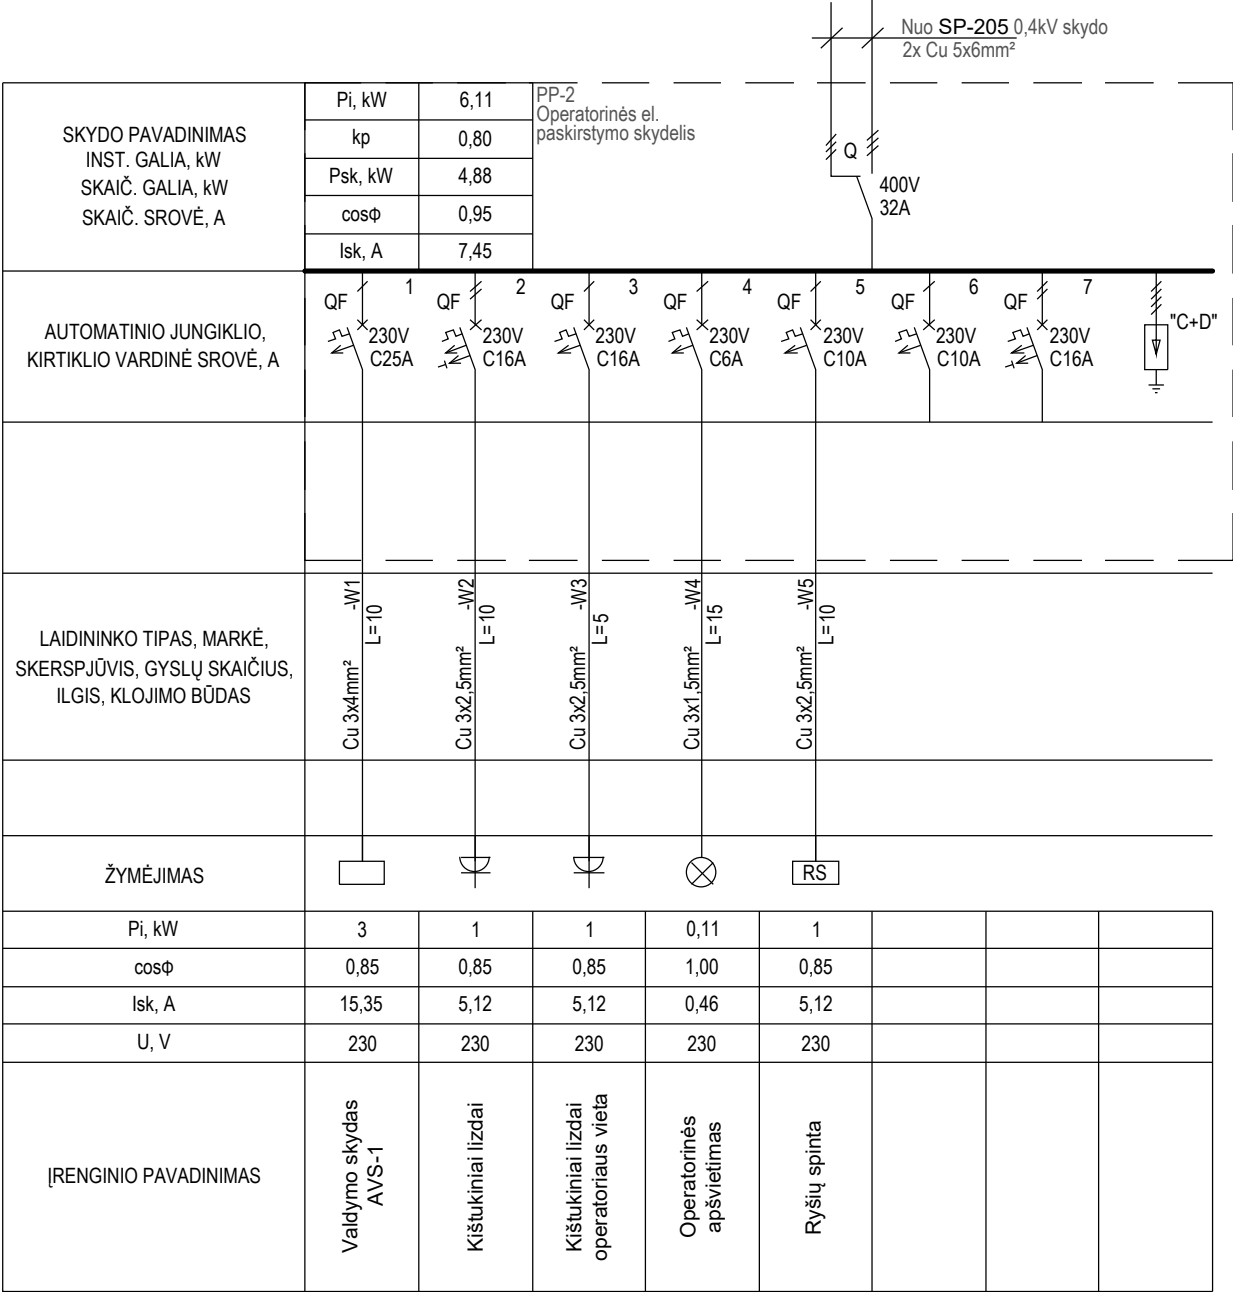 Nuo SP-205 0,4kV skydo
2x Cu 5x6mm²
SKYDO PAVADINIMAS
INST. GALIA, kW
SKAIČ. GALIA, kW
SKAIČ. SROVĖ, A
Pi, kW 6,11
kp 0,80
Psk, kW 4,88
cosΦ 0,95
Isk, A 7,45
PP-2
Operatorinės el.
paskirstymo skydelis
Q
400V
32A
AUTOMATINIO JUNGIKLIO,
KIRTIKLIO VARDINĖ SROVĖ, A
1
QF
230V
C25A
2
QF
230V
C16A
3
QF
230V
C16A
4
QF
230V
C6A
5
QF
230V
C10A
6
QF
230V
C10A
7
QF
230V
C16A
"C+D"
LAIDININKO TIPAS, MARKĖ,
SKERSPJŪVIS, GYSLŲ SKAIČIUS,
ILGIS, KLOJIMO BŪDAS
-W1
L=10
Cu 3x4mm²
-W2
L=10
Cu 3x2,5mm²
-W3
L=5
Cu 3x2,5mm²
-W4
L=15
Cu 3x1,5mm²
-W5
L=10
Cu 3x2,5mm²
ŽYMĖJIMAS
RS
Pi, kW 3 1 1 0,11 1
cosΦ 0,85 0,85 0,85 1,00 0,85
Isk, A 15,35 5,12 5,12 0,46 5,12
U, V 230 230 230 230 230
ĮRENGINIO PAVADINIMAS
Valdymo skydas
AVS-1
Kištukiniai lizdai
Kištukiniai lizdai
operatoriaus vieta
Operatorinės
apšvietimas
Ryšių spinta